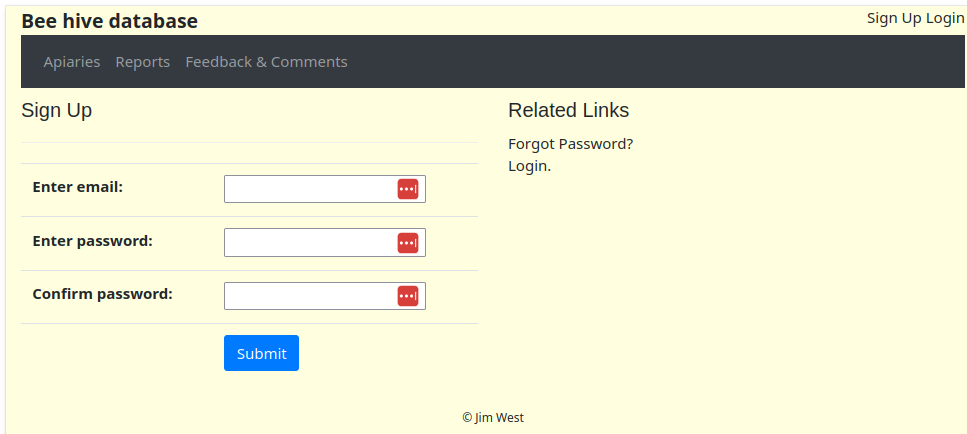 Bee hive database
Sign Up Login
Apiaries Reports Feedback & Comments
Sign Up
Enter email:
Enter password:
Confirm password:
Submit
Related Links
Forgot Password?
Login.
© Jim West